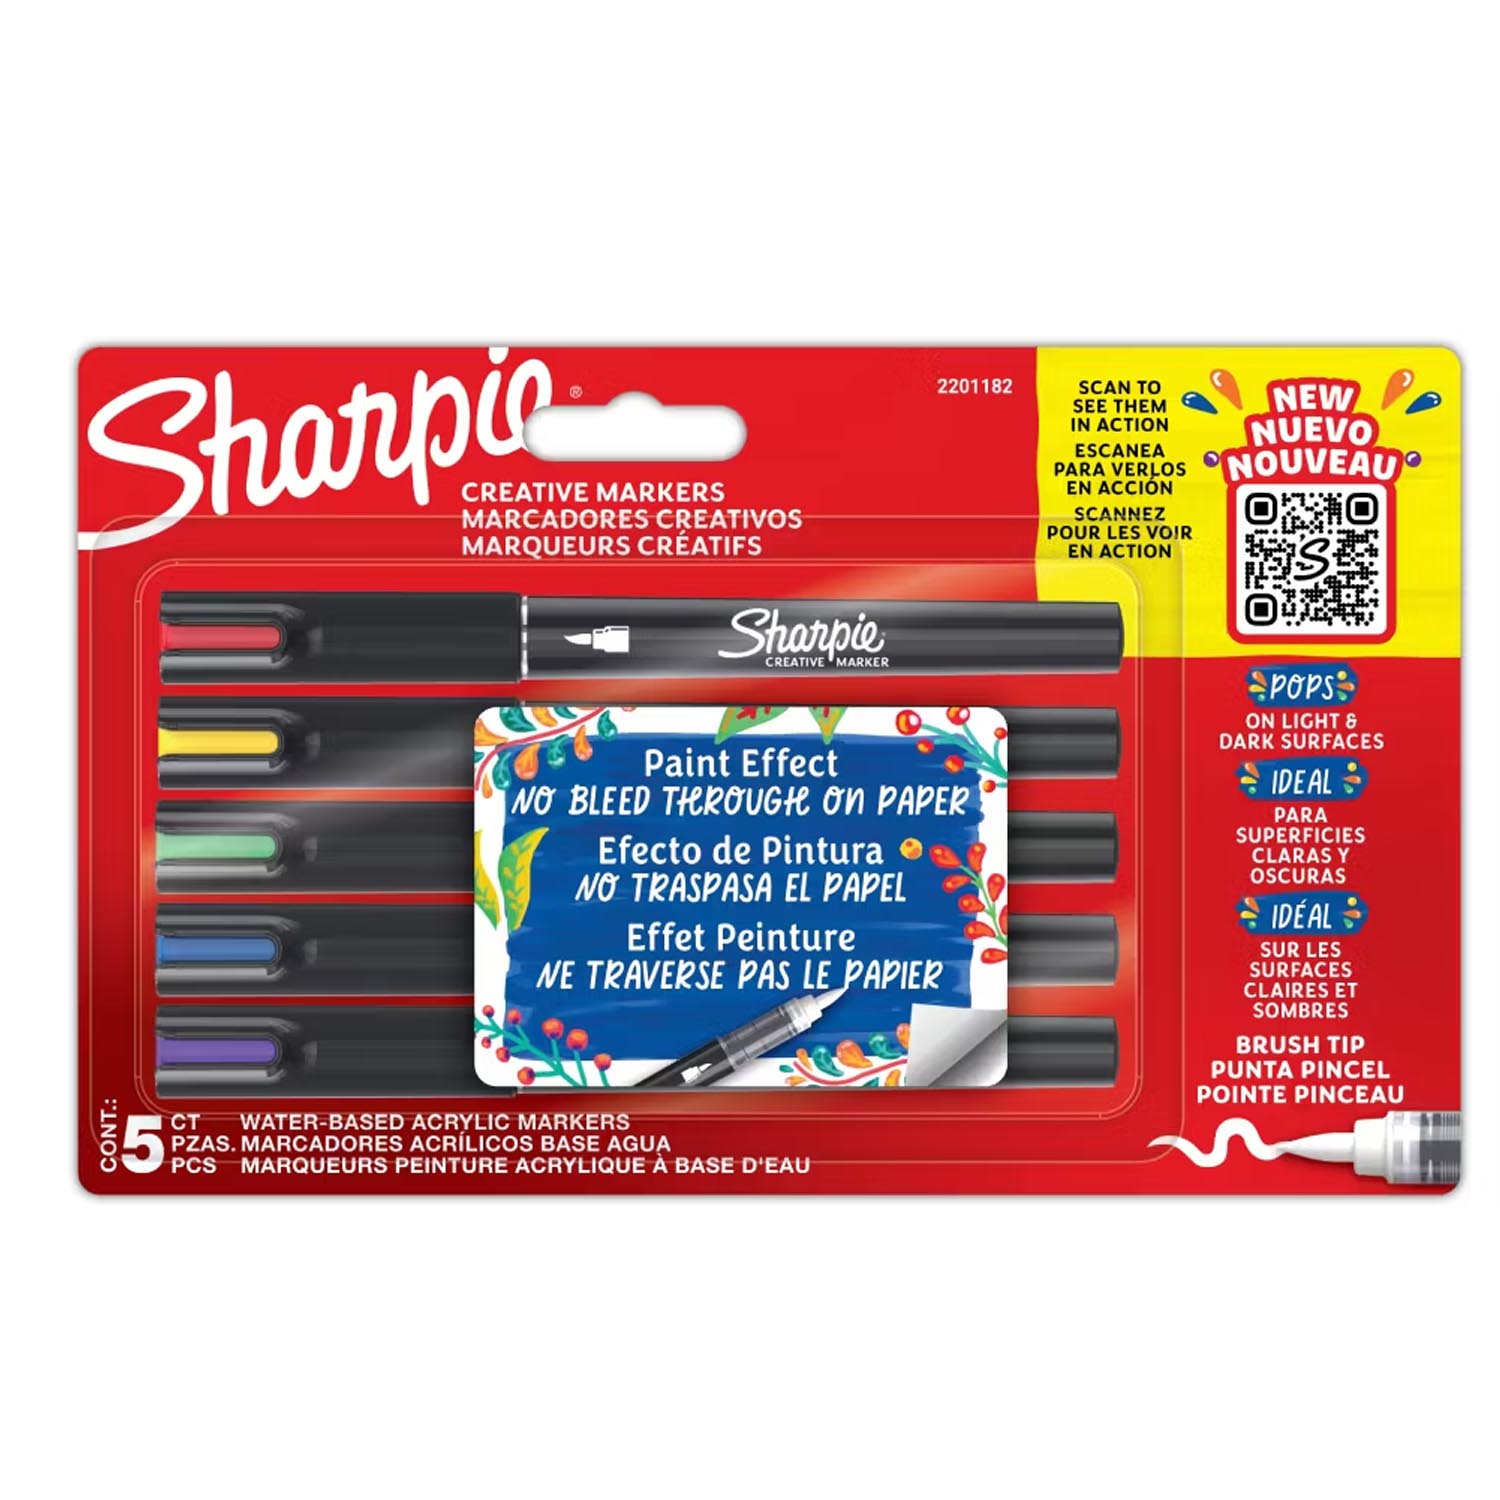 Sharpie®
2201182
CREATIVE MARKERS
MARCADORES CREATIVOS
MARQUEURS CRÉATIFS
SCAN TO
SEE THEM
IN ACTION
ESCANEA
PARA VERLOS
EN ACCIÓN
SCANNEZ
POUR LES VOIR
EN ACTION
NEW
NUEVO
NOUVEAU
S
Sharpie
CREATIVE MARKER
Paint Effect
NO BLEED THROUGH ON PAPER
Efecto de Pintura
NO TRASPASA EL PAPEL
Effet Peinture
NE TRAVERSE PAS LE PAPIER
POPS
ON LIGHT &
DARK SURFACES
IDEAL
PARA
SUPERFICIES
CLARAS Y
OSCURAS
IDÉAL
SUR LES
SURFACES
CLAIRES ET
SOMBRES
BRUSH TIP
PUNTA PINCEL
POINTE PINCEAU
CONT.:
5
CT WATER-BASED ACRYLIC MARKERS
PZAS. MARCADORES ACRÍLICOS BASE AGUA
PCS MARQUEURS PEINTURE ACRYLIQUE À BASE D'EAU